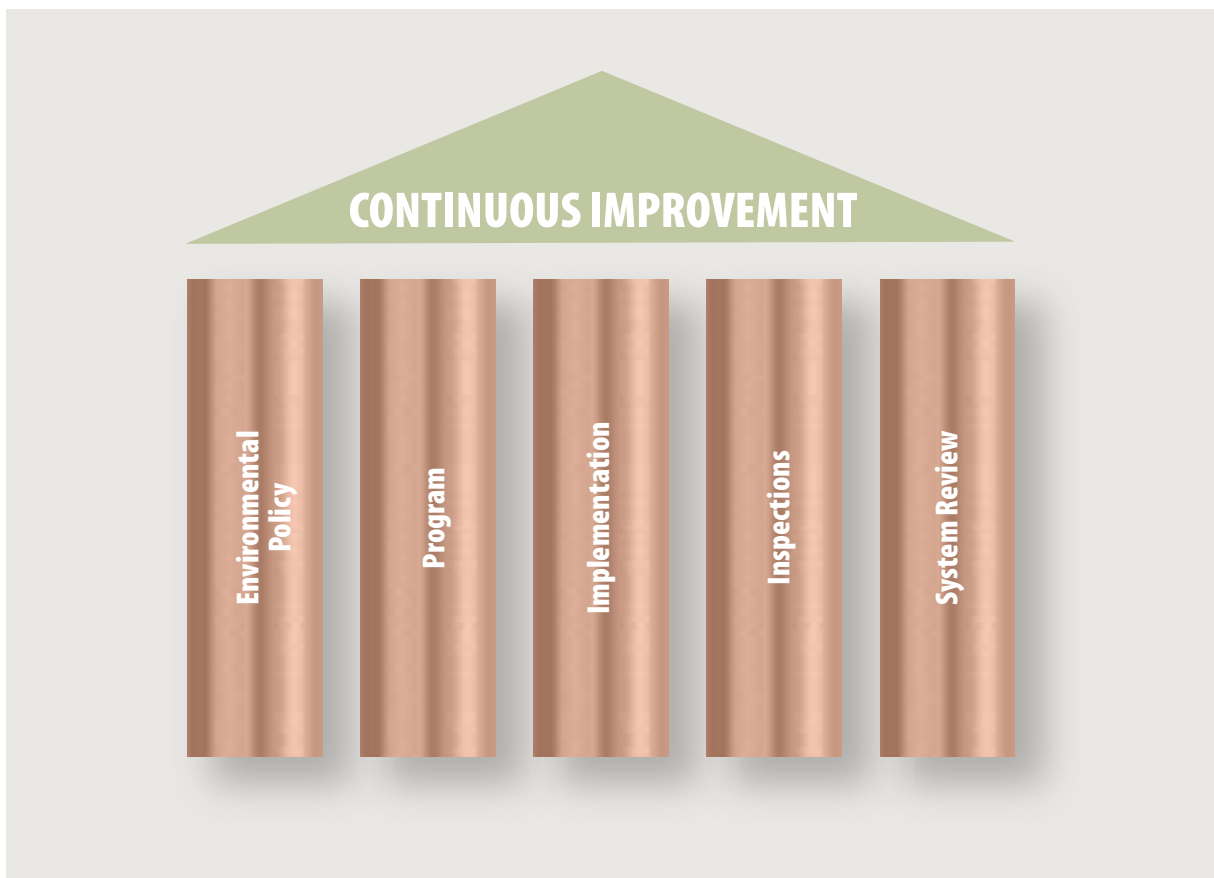 CONTINUOUS IMPROVEMENT
Environmental
Policy
Program
Implementation
Inspections
System Review